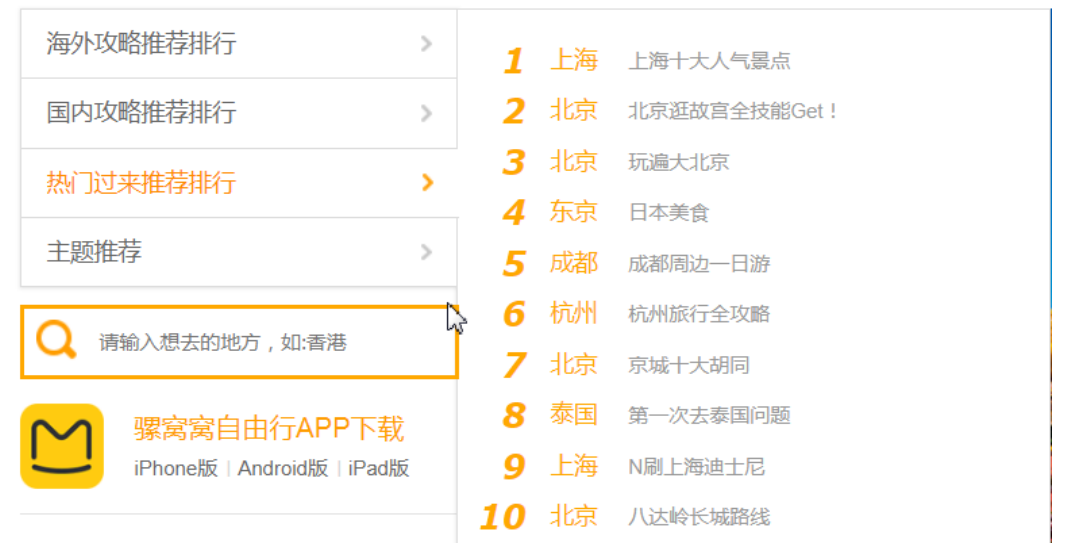 海外攻略推荐排行
国内攻略推荐排行
热门过来推荐排行
主题推荐
请输入想去的地方，如:香港
骡窝窝自由行APP下载
iPhone版 | Android版 | iPad版
1 上海 上海十大人气景点
2 北京 北京逛故宫全技能Get！
3 北京 玩遍大北京
4 东京 日本美食
5 成都 成都周边一日游
6 杭州 杭州旅行全攻略
7 北京 京城十大胡同
8 泰国 第一次去泰国问题
9 上海 N刷上海迪士尼
10 北京 八达岭长城路线